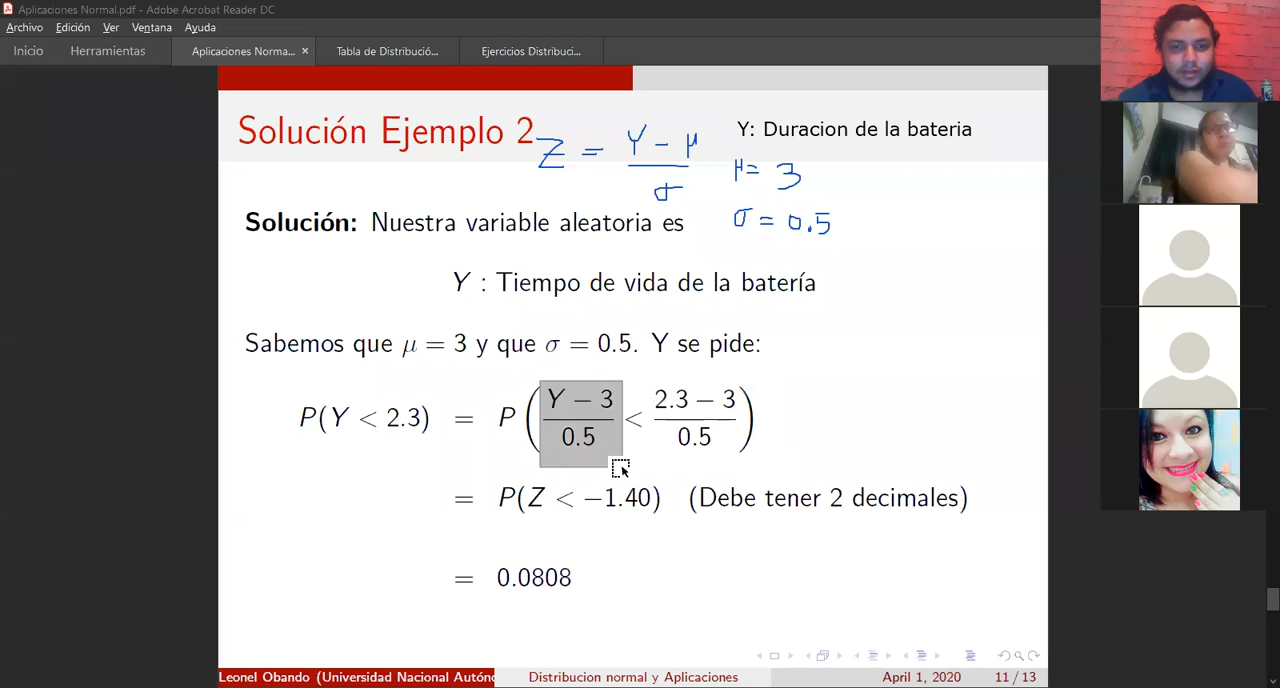 Aplicaciones Normal.pdf - Adobe Acrobat Reader DC
Archivo Edición Ver Ventana Ayuda
Inicio Herramientas Aplicaciones Norma... × Tabla de Distribució... Ejercicios Distribuci...
Solución Ejemplo 2
Z = (Y - μ) / σ
Y: Duracion de la bateria
μ = 3
σ = 0.5
Solución: Nuestra variable aleatoria es
Y : Tiempo de vida de la batería
Sabemos que μ = 3 y que σ = 0.5. Y se pide:
P(Y < 2.3) = P((Y − 3)/0.5 < (2.3 − 3)/0.5)
= P(Z < −1.40) (Debe tener 2 decimales)
= 0.0808
Leonel Obando (Universidad Nacional Autónc Distribucion normal y Aplicaciones April 1, 2020 11 / 13